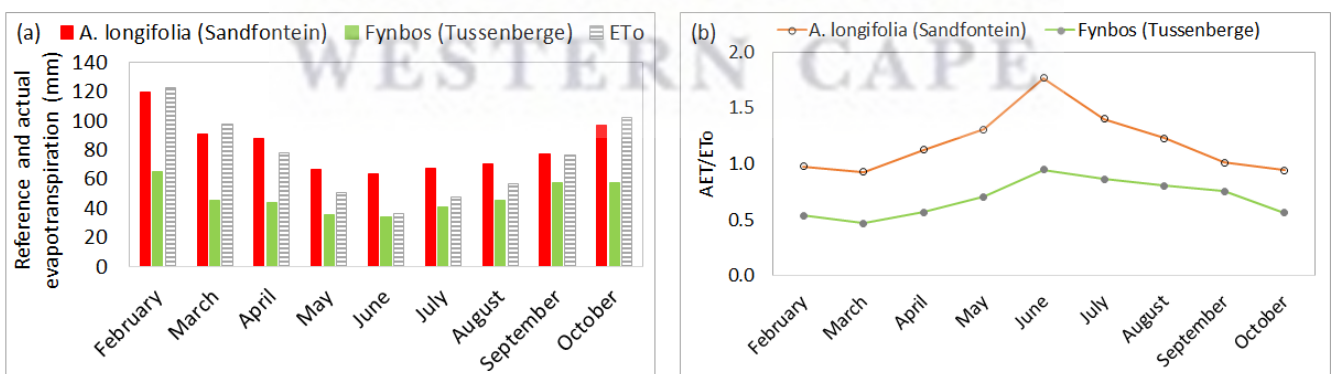 WESTERN CAPE
(a) A. longifolia (Sandfontein) Fynbos (Tussenberge) ETo
Reference and actual
evapotranspiration (mm)
140
120
100
80
60
40
20
0
February
March
April
May
June
July
August
September
October
(b) A. longifolia (Sandfontein) Fynbos (Tussenberge)
AET/ETo
2.0
1.5
1.0
0.5
0.0
February
March
April
May
June
July
August
September
October